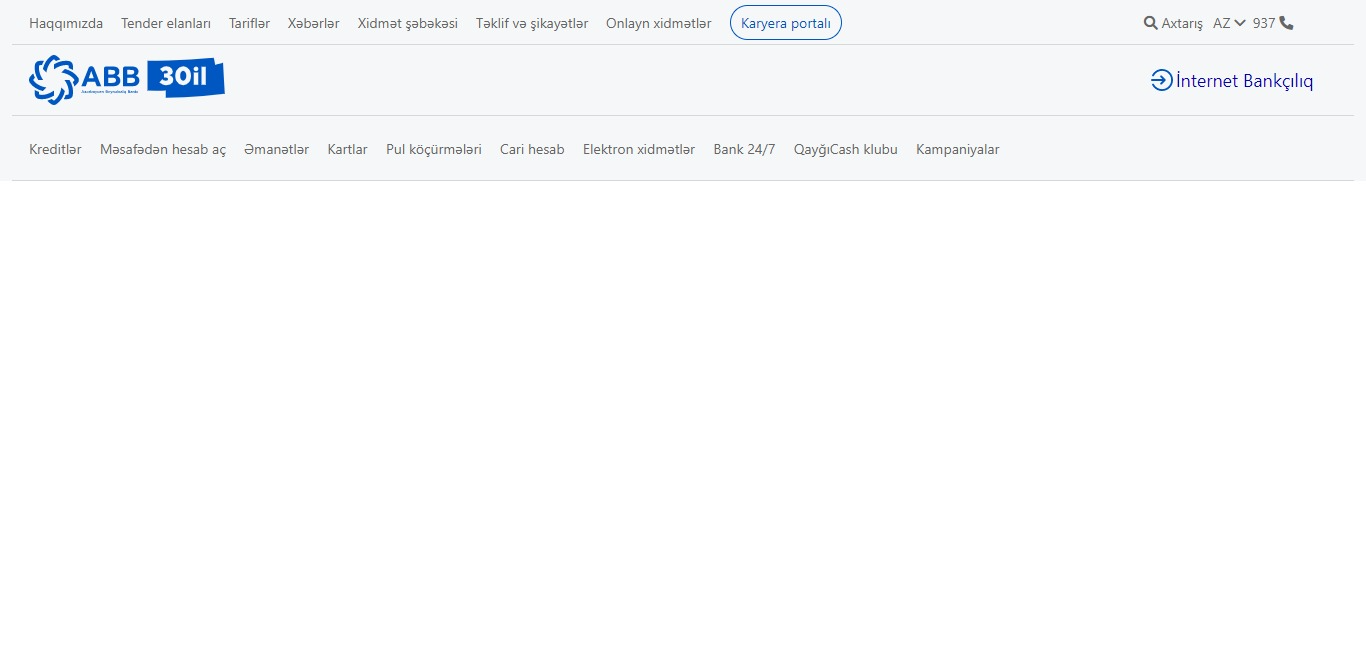 Haqqımızda Tender elanları Tariflər Xəbərlər Xidmət şəbəkəsi Təklif və şikayətlər Onlayn xidmətlər Karyera portalı Axtarış AZ 937
ABB 30il İnternet Bankçılıq
Azərbaycan Beynəlxalq Bankı
Kreditlər Məsafədən hesab aç Əmanətlər Kartlar Pul köçürmələri Cari hesab Elektron xidmətlər Bank 24/7 QayğıCash klubu Kampaniyalar